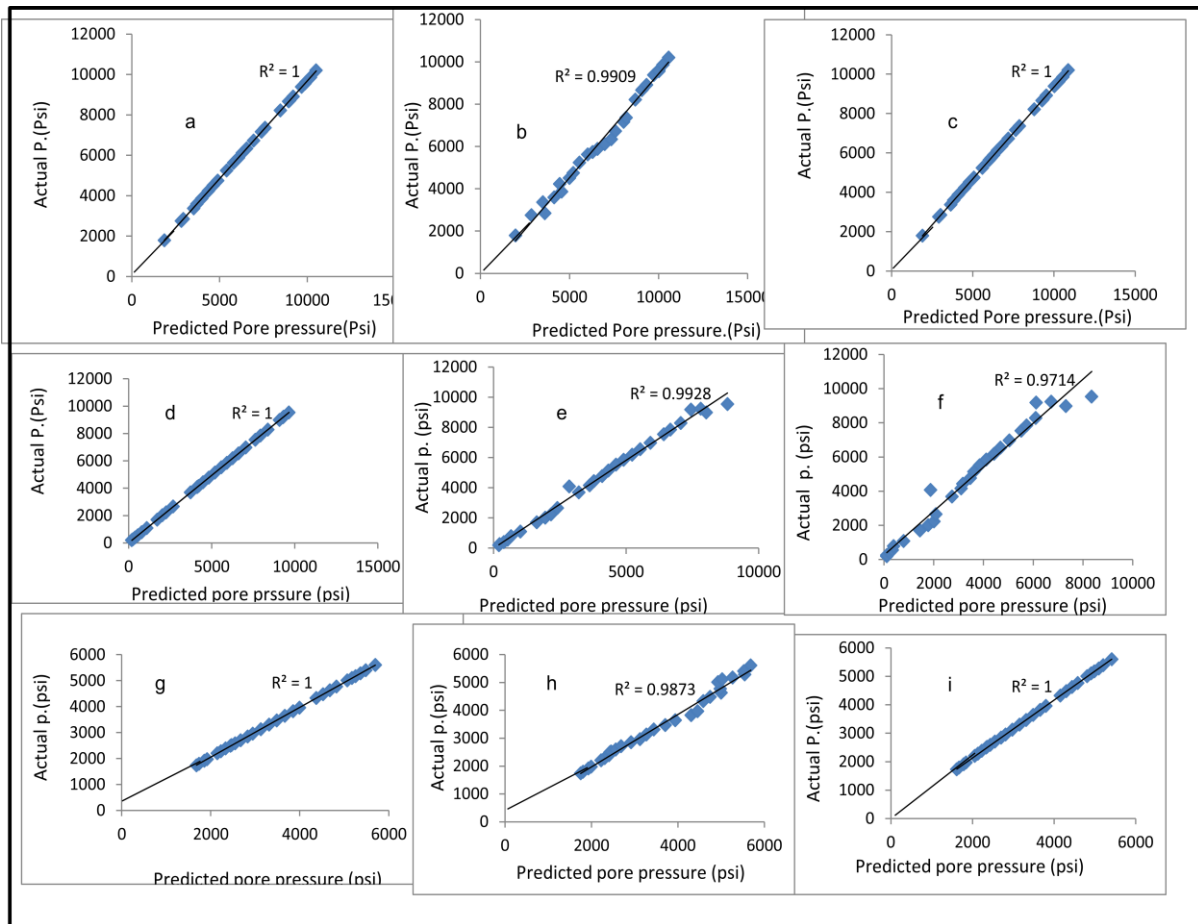 12000
10000
8000
6000
4000
2000
0
0 5000 10000 1500
R² = 1
a
Actual P.(Psi)
Predicted Pore pressure(Psi)
12000
10000
8000
6000
4000
2000
0
0 5000 10000 15000
R² = 0.9909
b
Actual P.(Psi)
Predicted Pore pressure.(Psi)
12000
10000
8000
6000
4000
2000
0
0 5000 10000 15000
R² = 1
c
Actual P.(Psi)
Predicted Pore pressure.(Psi)
12000
10000
8000
6000
4000
2000
0
0 5000 10000 15000
R² = 1
d
Actual P.(Psi)
Predicted pore prssure (psi)
12000
10000
8000
6000
4000
2000
0
0 5000 10000
R² = 0.9928
e
Actual p. (psi)
Predicted pore pressure (psi)
12000
10000
8000
6000
4000
2000
0
0 2000 4000 6000 8000 10000
R² = 0.9714
f
Actual p. (psi)
Predicted pore pressure (psi)
6000
5000
4000
3000
2000
1000
0
0 2000 4000 6000
R² = 1
g
Actual p.(psi)
Predicted pore pressure (psi)
6000
5000
4000
3000
2000
1000
0
0 2000 4000 6000
R² = 0.9873
h
Actual p.(psi)
Predicted pore pressure (psi)
6000
5000
4000
3000
2000
1000
0
0 2000 4000 6000
R² = 1
i
Actual P.(psi)
Predicted pore pressure (psi)